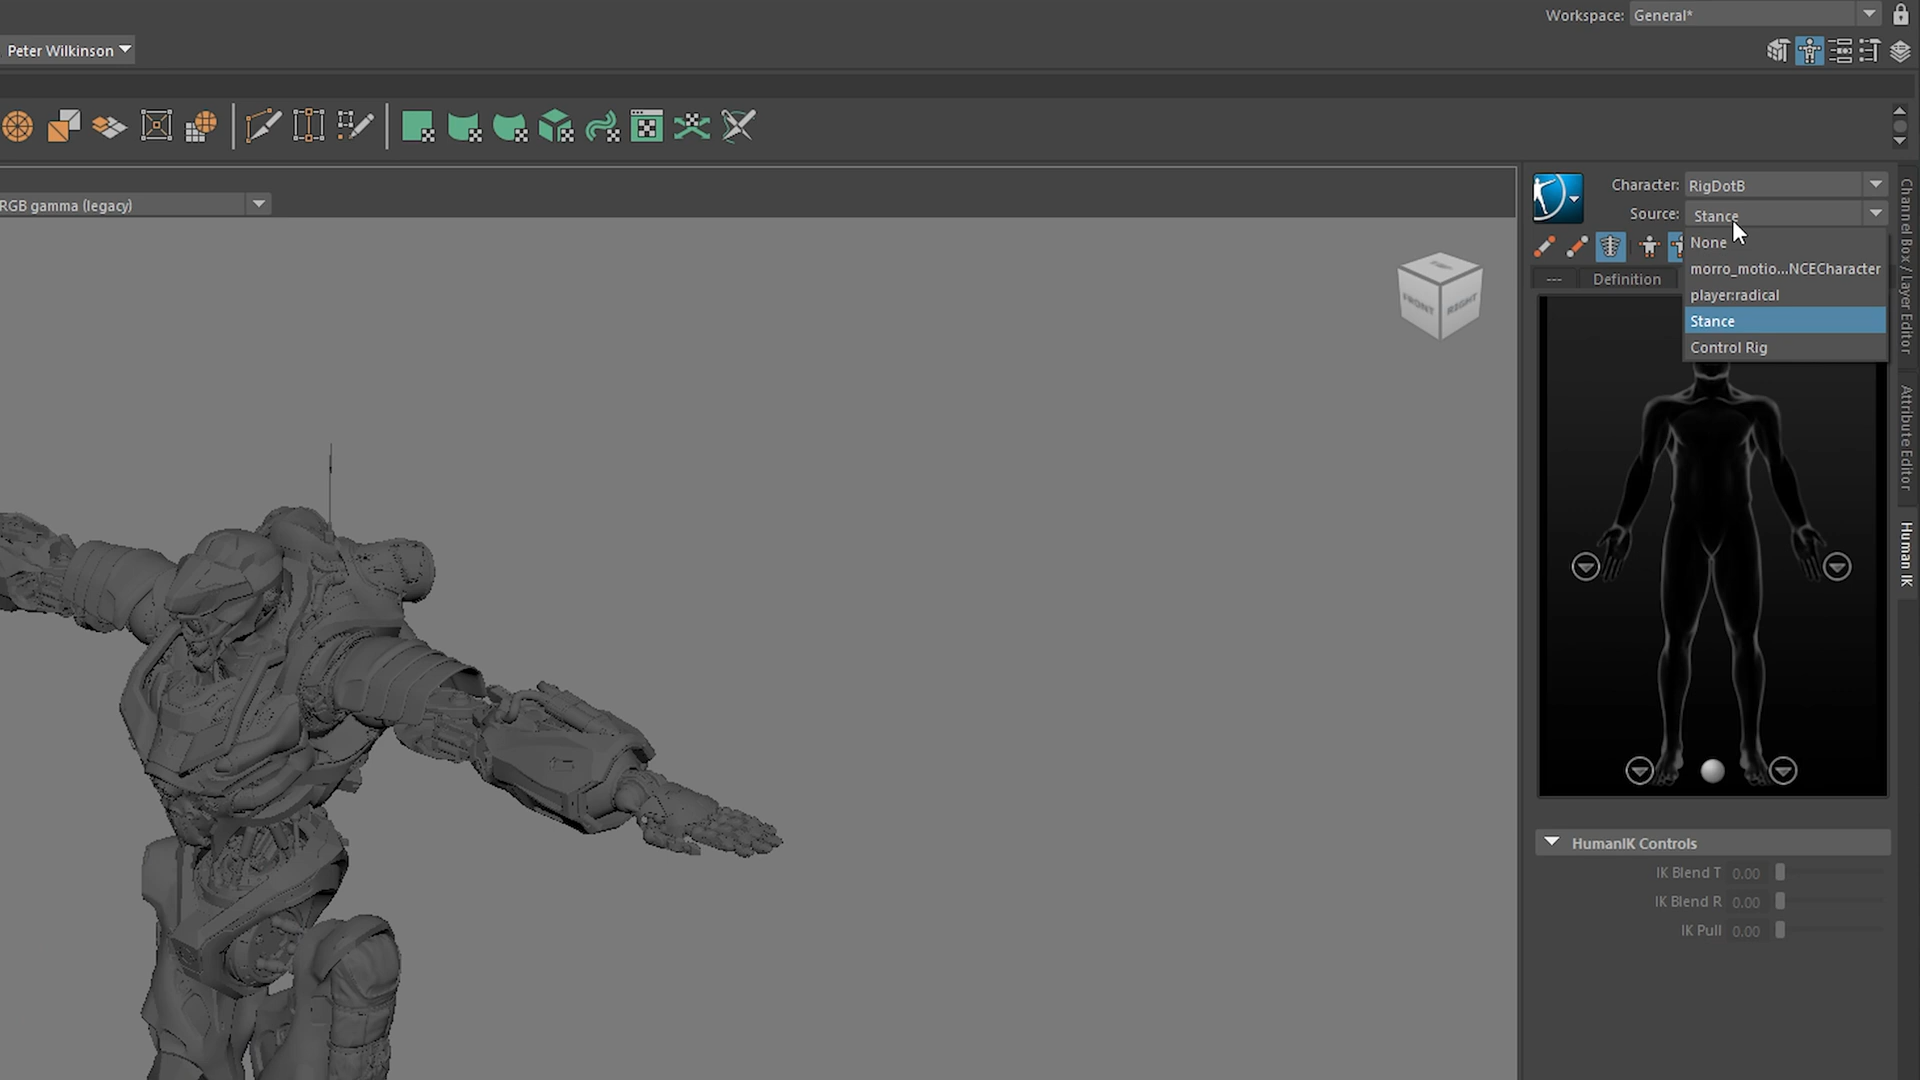 Workspace: General*
Peter Wilkinson
RGB gamma (legacy)
Character: RigDotB
Source: Stance
None
morro_motio...NCECharacter
player:radical
Stance
Control Rig
--- Definition
FRONT RIGHT
Channel Box / Layer Editor
Attribute Editor
Human IK
HumanIK Controls
IK Blend T 0.00
IK Blend R 0.00
IK Pull 0.00